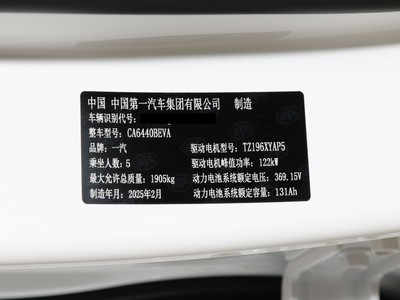 中国 中国第一汽车集团有限公司 制造
车辆识别代号:
整车型号: CA6440BEVA
品牌: 一汽 驱动电机型号: TZ196XYAP5
乘坐人数: 5 驱动电机峰值功率: 122kW
最大允许总质量: 1905kg 动力电池系统额定电压: 369.15V
制造年月: 2025年2月 动力电池系统额定容量: 131Ah